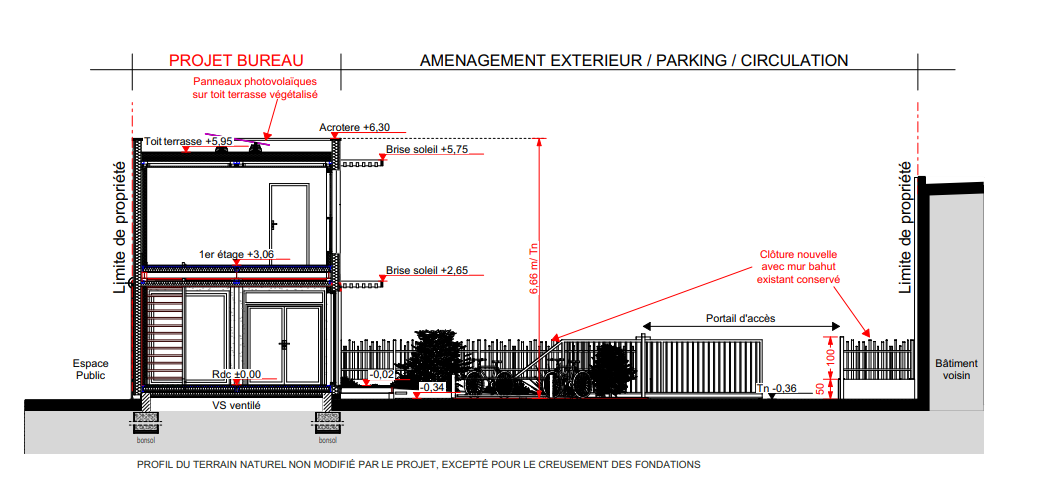 PROJET BUREAU
AMENAGEMENT EXTERIEUR / PARKING / CIRCULATION
Panneaux photovolaïques
sur toit terrasse végétalisé
Acrotere +6,30
Toit terrasse +5,95
Brise soleil +5,75
Limite de propriété
Limite de propriété
6,66 m/ Tn
1er étage +3,06
Brise soleil +2,65
Clôture nouvelle
avec mur bahut
existant conservé
Portail d'accès
Espace
Public
Rdc ±0,00
-0,02
-0,34
Tn -0,36
100
50
Bâtiment
voisin
VS ventilé
bonsol
bonsol
PROFIL DU TERRAIN NATUREL NON MODIFIÉ PAR LE PROJET, EXCEPTÉ POUR LE CREUSEMENT DES FONDATIONS